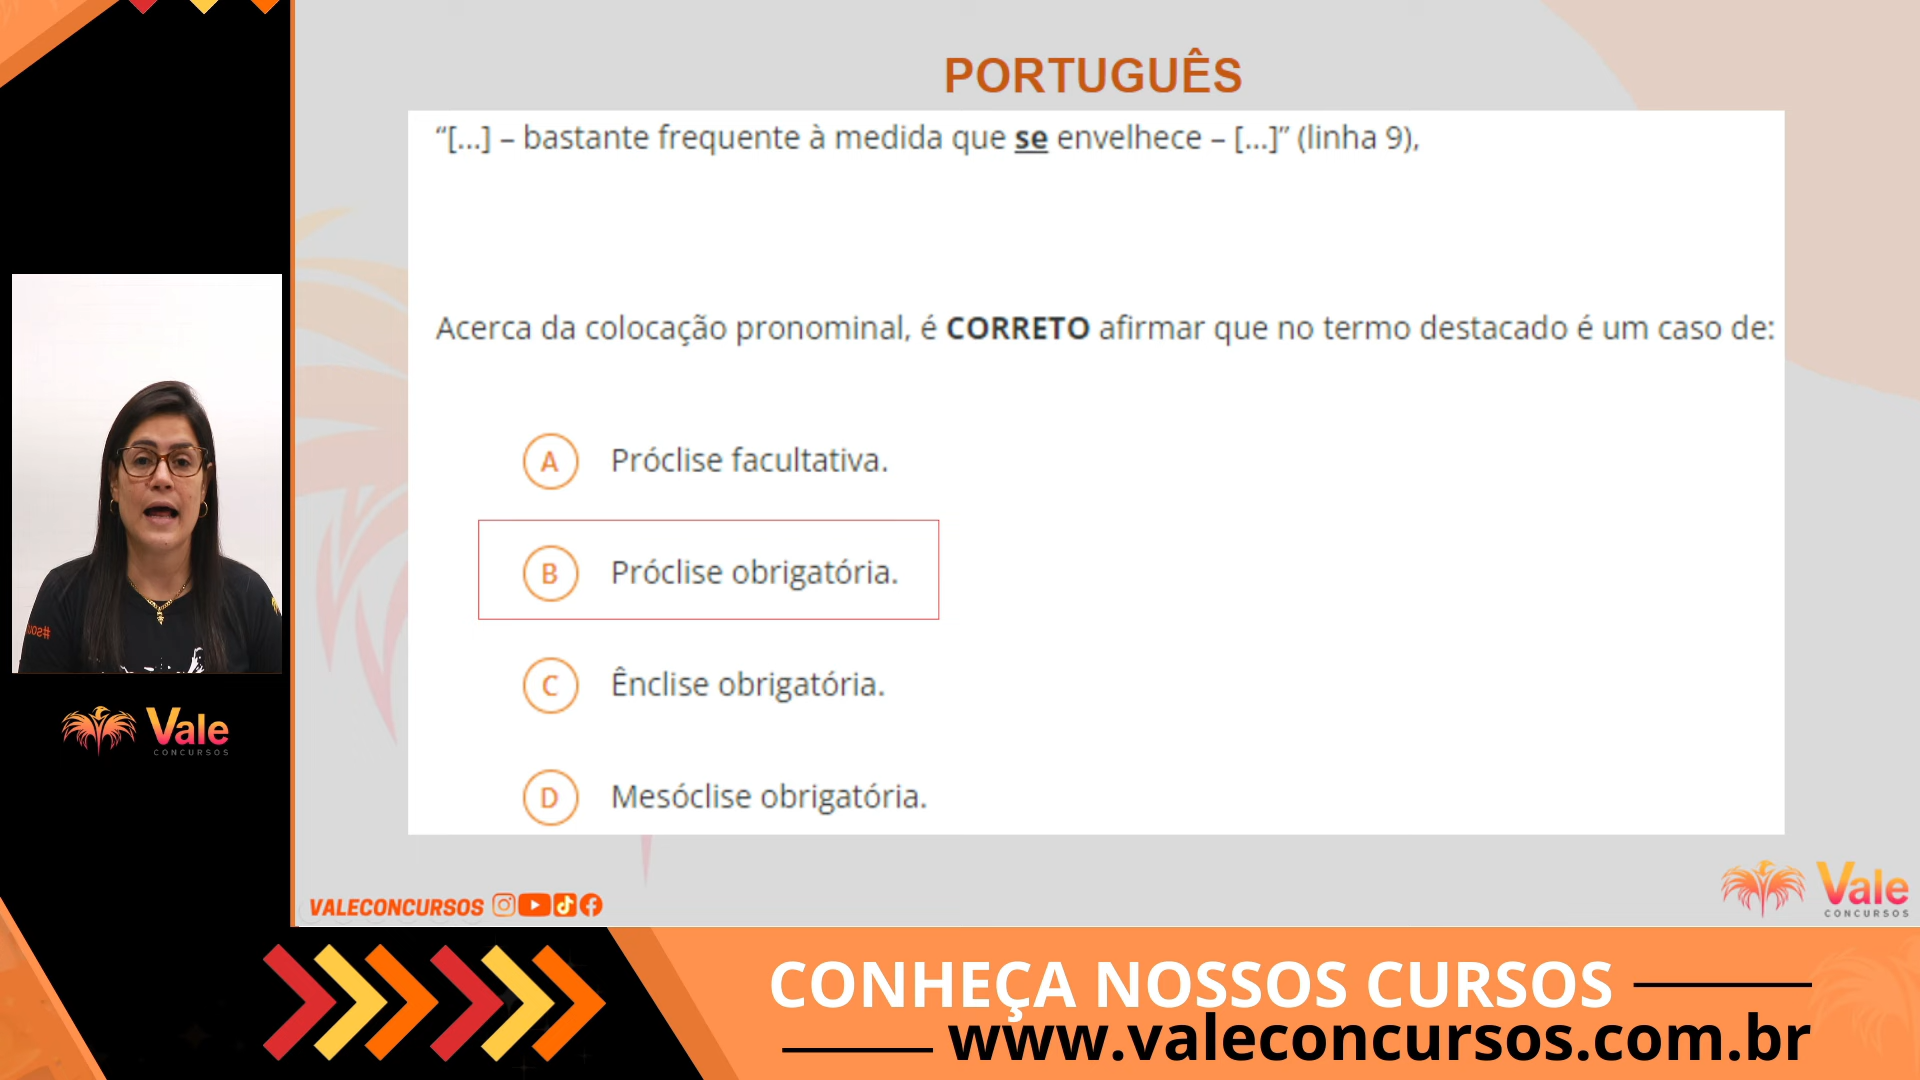 PORTUGUÊS
“[...] – bastante frequente à medida que se envelhece – [...]” (linha 9),
Acerca da colocação pronominal, é CORRETO afirmar que no termo destacado é um caso de:
A Próclise facultativa.
B Próclise obrigatória.
C Ênclise obrigatória.
D Mesóclise obrigatória.
Vale
CONCURSOS
VALECONCURSOS
Vale
CONCURSOS
CONHEÇA NOSSOS CURSOS
www.valeconcursos.com.br